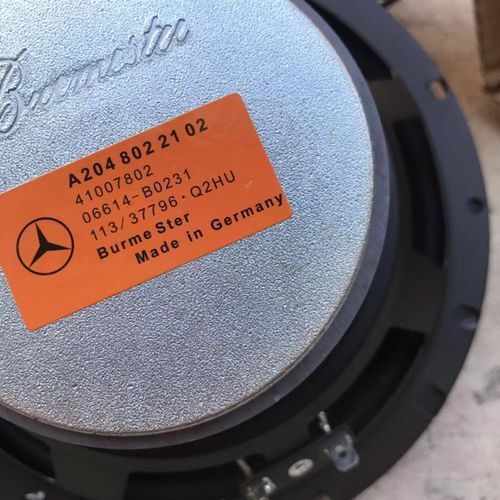 A204 802 21 02
41007802
06614-B0231
113/37796·Q2HU
BurmeSter
Made in Germany